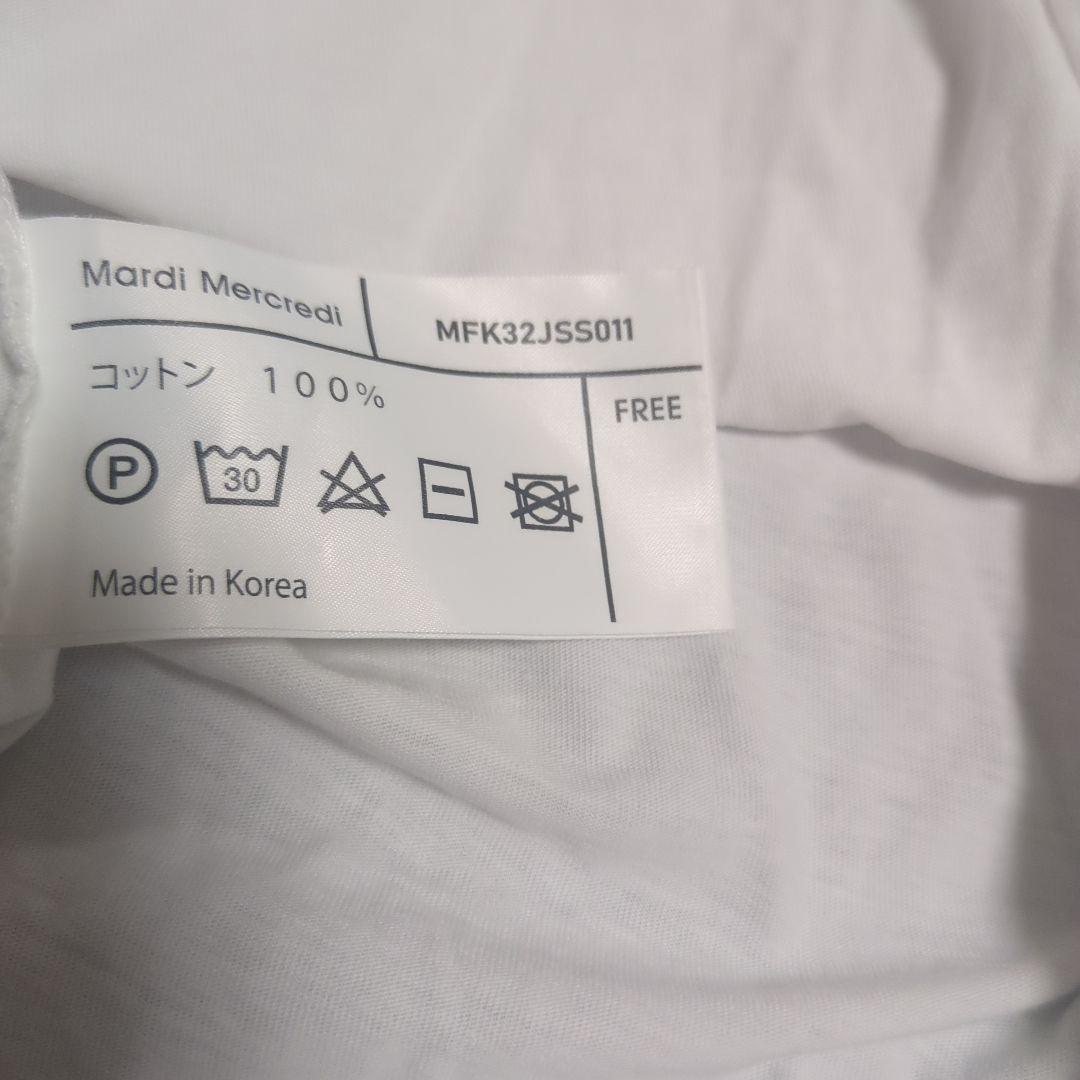 Mardi Mercredi
MFK32JSS011
コットン １００%
FREE
P
30
Made in Korea